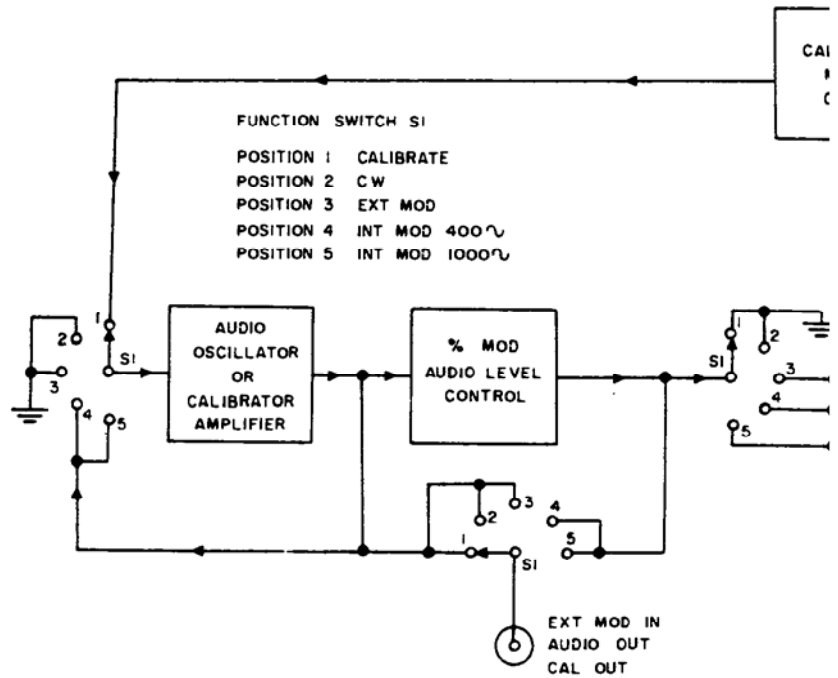 CAL
FUNCTION SWITCH S1
POSITION 1 CALIBRATE
POSITION 2 CW
POSITION 3 EXT MOD
POSITION 4 INT MOD 400∿
POSITION 5 INT MOD 1000∿
1
2
S1
3
4
5
AUDIO
OSCILLATOR
OR
CALIBRATOR
AMPLIFIER
% MOD
AUDIO LEVEL
CONTROL
1
2
S1
3
4
5
3
2
4
1
5
S1
EXT MOD IN
AUDIO OUT
CAL OUT